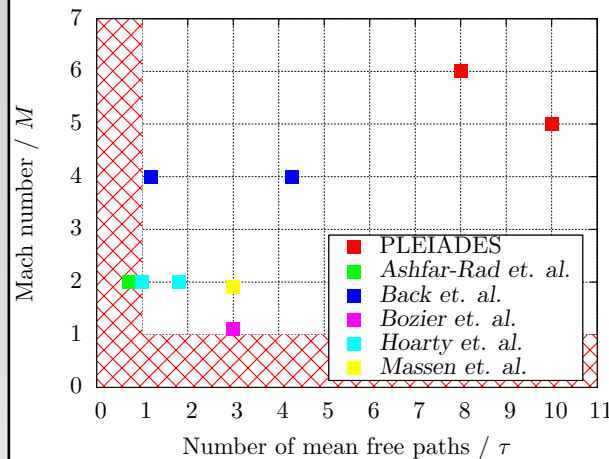 7
6
5
4
3
2
1
0
Mach number / M
PLEIADES
Ashfar-Rad et. al.
Back et. al.
Bozier et. al.
Hoarty et. al.
Massen et. al.
0 1 2 3 4 5 6 7 8 9 10 11
Number of mean free paths / τ